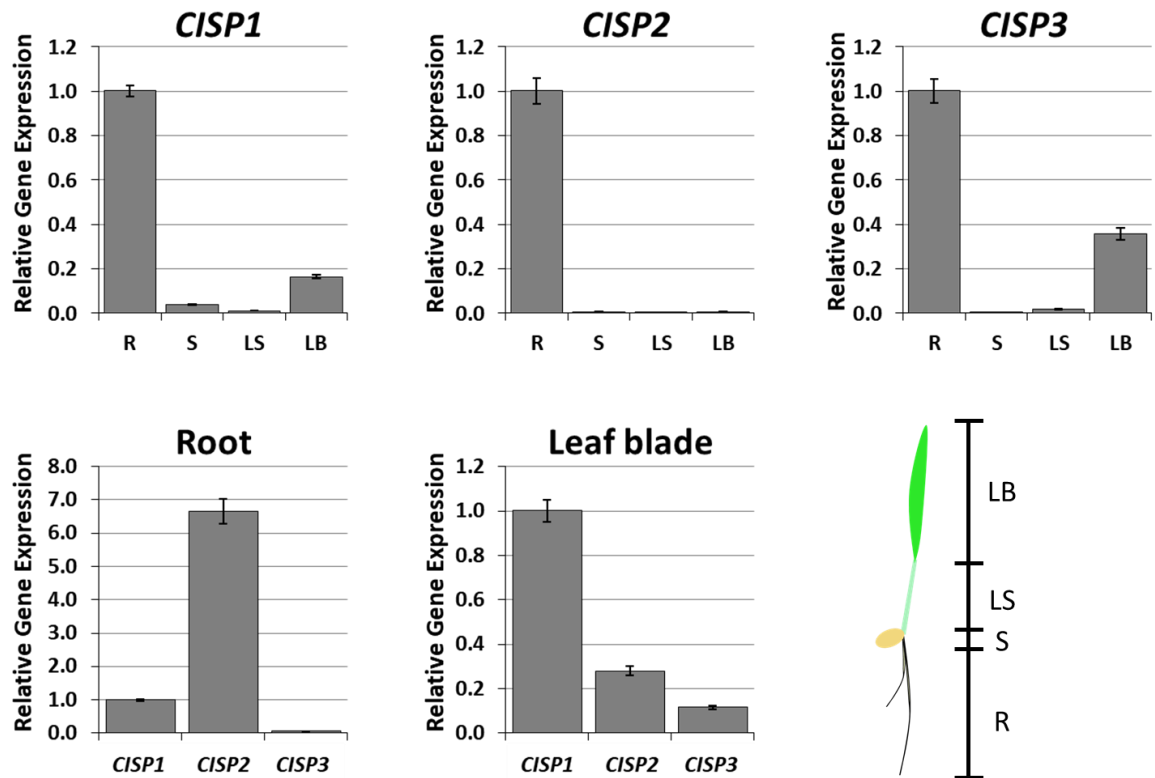 CISP1
Relative Gene Expression
1.2
1.0
0.8
0.6
0.4
0.2
0.0
R S LS LB
CISP2
Relative Gene Expression
1.2
1.0
0.8
0.6
0.4
0.2
0.0
R S LS LB
CISP3
Relative Gene Expression
1.2
1.0
0.8
0.6
0.4
0.2
0.0
R S LS LB
Root
Relative Gene Expression
8.0
7.0
6.0
5.0
4.0
3.0
2.0
1.0
0.0
CISP1 CISP2 CISP3
Leaf blade
Relative Gene Expression
1.2
1.0
0.8
0.6
0.4
0.2
0.0
CISP1 CISP2 CISP3
LB
LS
S
R